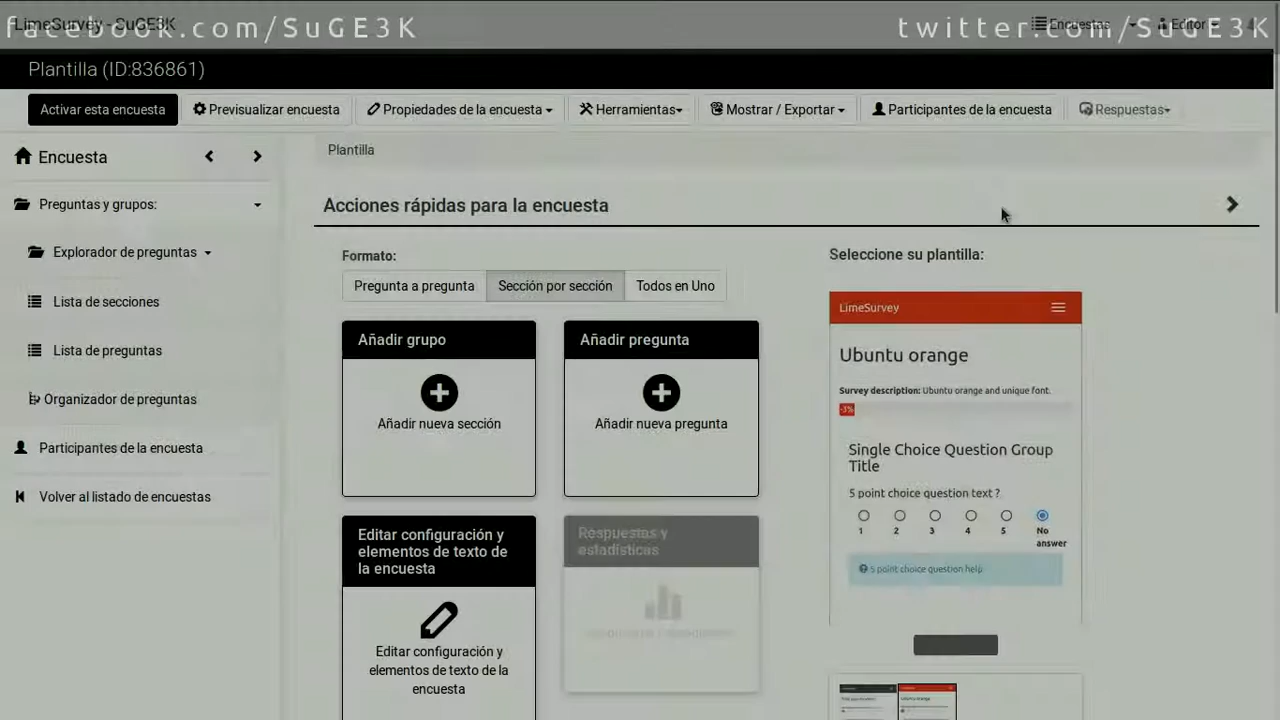 LimeSurvey - SuGE3K
facebook.com/SuGE3K
twitter.com/SuGE3K
Encuestas
Editor
Plantilla (ID:836861)
Activar esta encuesta
Previsualizar encuesta
Propiedades de la encuesta
Herramientas
Mostrar / Exportar
Participantes de la encuesta
Respuestas
Encuesta
Plantilla
Preguntas y grupos:
Acciones rápidas para la encuesta
Explorador de preguntas
Formato:
Seleccione su plantilla:
Pregunta a pregunta
Sección por sección
Todos en Uno
Lista de secciones
LimeSurvey
Añadir grupo
Añadir pregunta
Lista de preguntas
Ubuntu orange
Survey description: Ubuntu orange and unique font.
-3%
Organizador de preguntas
Añadir nueva sección
Añadir nueva pregunta
Participantes de la encuesta
Single Choice Question Group
Title
Volver al listado de encuestas
5 point choice question text ?
1 2 3 4 5 No
answer
Editar configuración y
elementos de texto de
la encuesta
Respuestas y
estadísticas
5 point choice question help
Editar configuración y
elementos de texto de la
encuesta